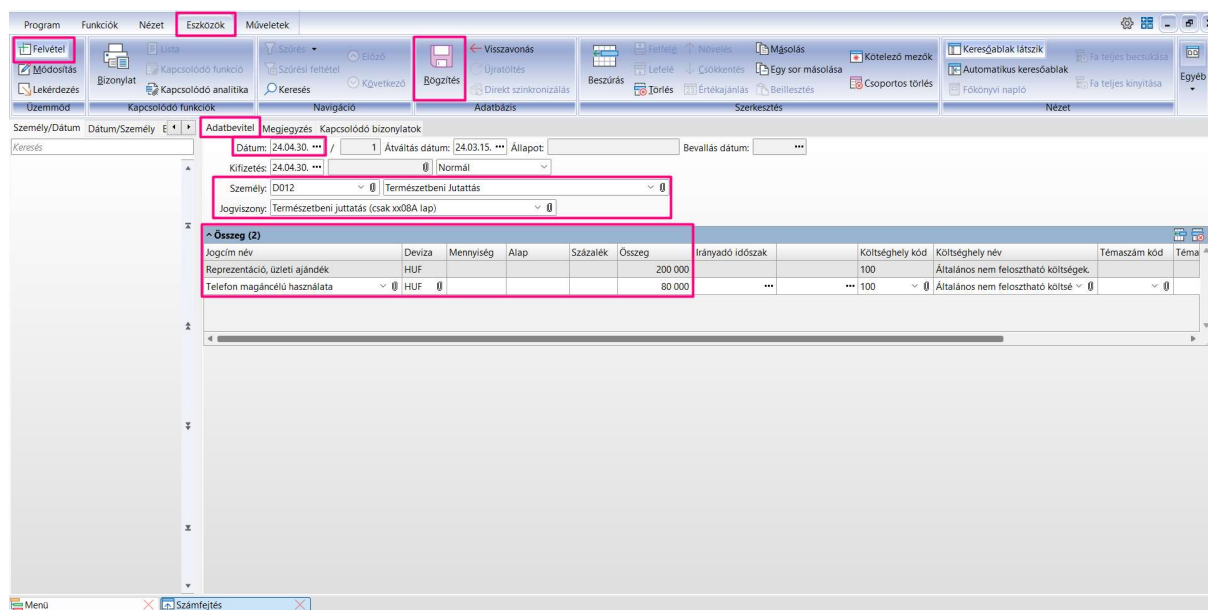 Program Funkciók Nézet Eszközök Műveletek
Felvétel Lista Szűrés Előző Visszavonás Felfelé Növelés Másolás Kötelező mezők Keresőablak látszik Fa teljes becsukása
Módosítás Bizonylat Kapcsolódó funkció Szűrési feltétel Rögzítés Újratöltés Beszúrás Lefelé Csökkentés Egy sor másolása Automatikus keresőablak Egyéb
Lekérdezés Kapcsolódó analitika Keresés Következő Direkt szinkronizálás Törlés Értékajánlás Beillesztés Csoportos törlés Főkönyvi napló Fa teljes kinyitása
Üzemmód Kapcsolódó funkciók Navigáció Adatbázis Szerkesztés Nézet
Személy/Dátum Dátum/Személy Adatbevitel Megjegyzés Kapcsolódó bizonylatok
Keresés Dátum: 24.04.30. ••• / 1 Átváltás dátum: 24.03.15. ••• Állapot: Bevallás dátum: •••
Kifizetés: 24.04.30. ••• Normál
Személy: D012 Természetbeni Jutattás
Jogviszony: Természetbeni juttatás (csak xx08A lap)
^ Összeg (2)
Jogcím név Deviza Mennyiség Alap Százalék Összeg Irányadó időszak Költséghely kód Költséghely név Témaszám kód Téma
Reprezentáció, üzleti ajándék HUF 200 000 100 Általános nem felosztható költségek.
Telefon magáncélú használata HUF 80 000 ••• ••• 100 Általános nem felosztható költsé
Menü Számfejtés